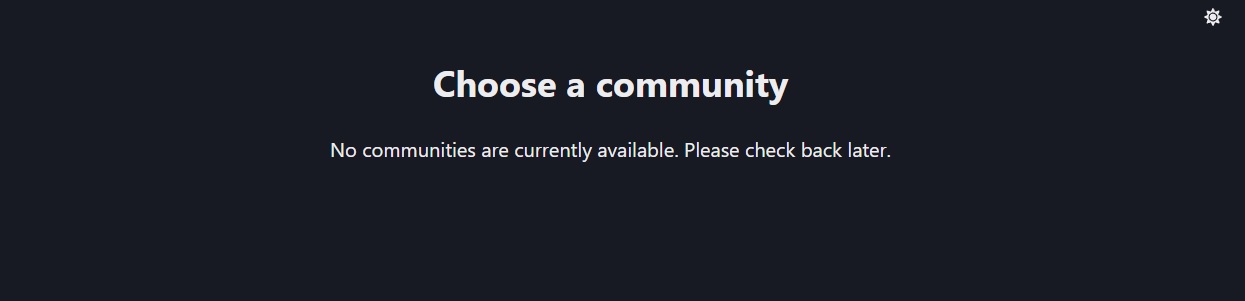 Choose a community
No communities are currently available. Please check back later.